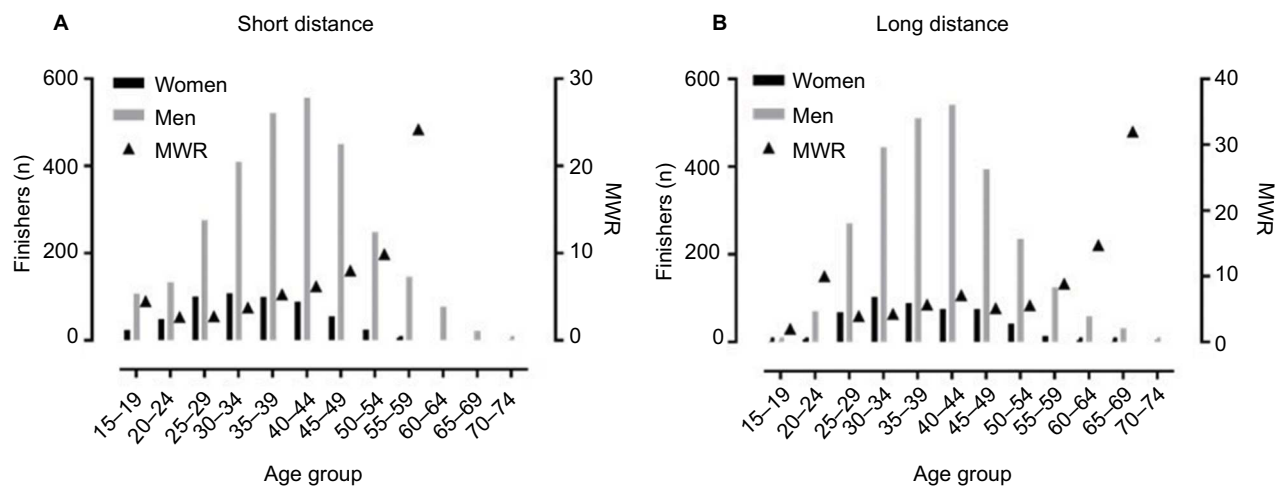 A Short distance
600
400
200
0
Finishers (n)
Women
Men
MWR
30
20
10
0
MWR
15–19
20–24
25–29
30–34
35–39
40–44
45–49
50–54
55–59
60–64
65–69
70–74
Age group
B Long distance
600
400
200
0
Finishers (n)
Women
Men
MWR
40
30
20
10
0
MWR
15–19
20–24
25–29
30–34
35–39
40–44
45–49
50–54
55–59
60–64
65–69
70–74
Age group